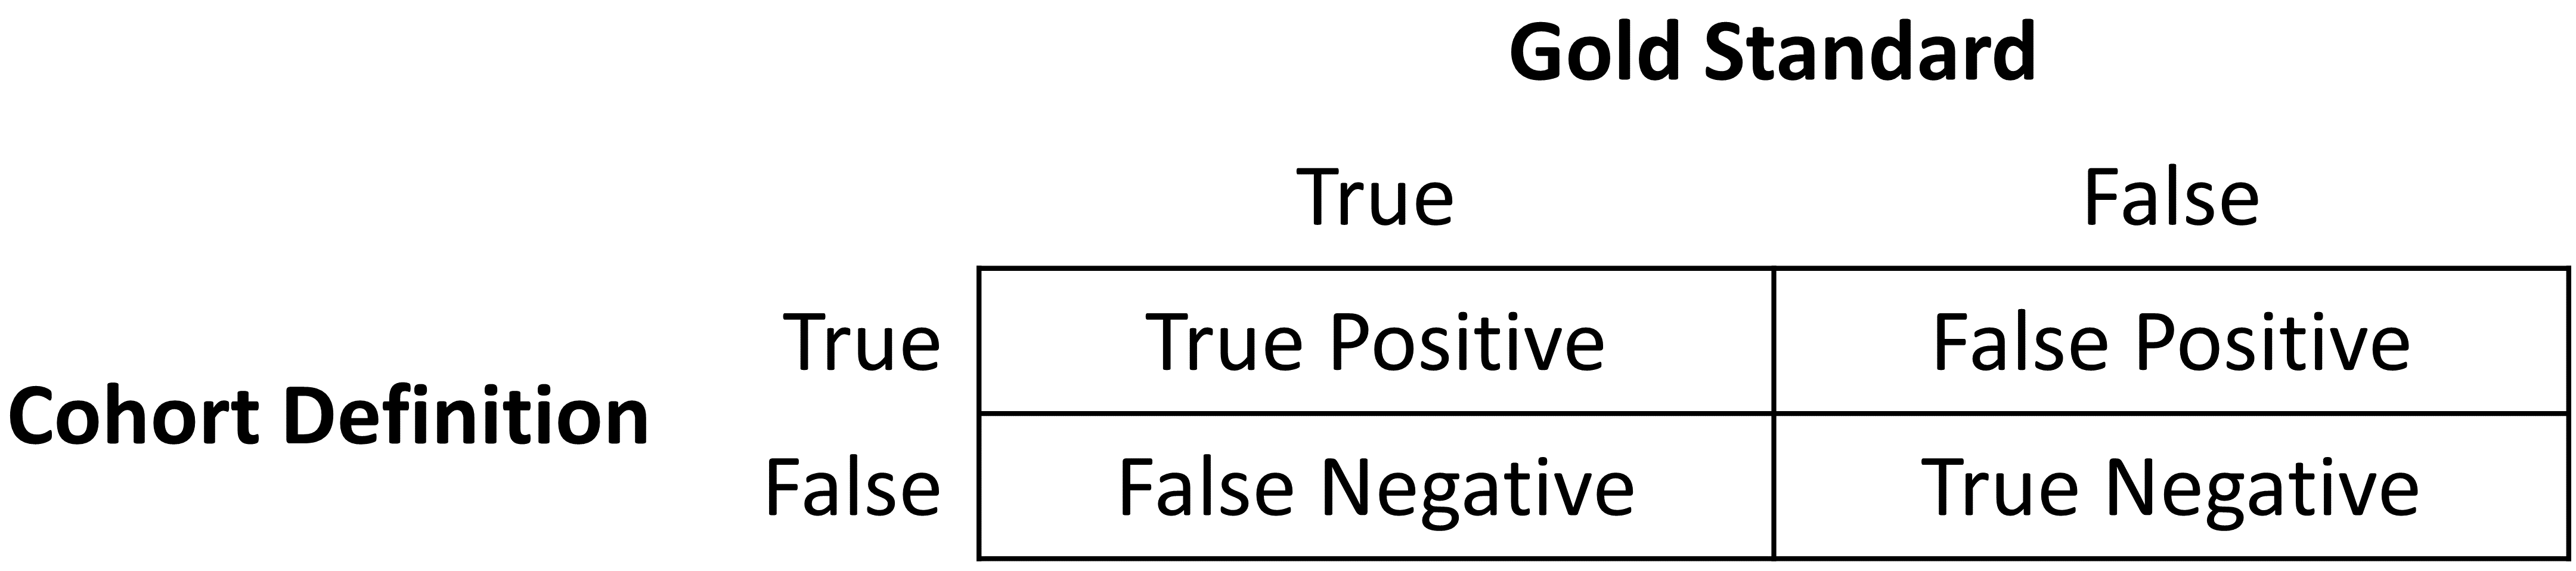 Gold Standard
True False
True True Positive False Positive
Cohort Definition
False False Negative True Negative